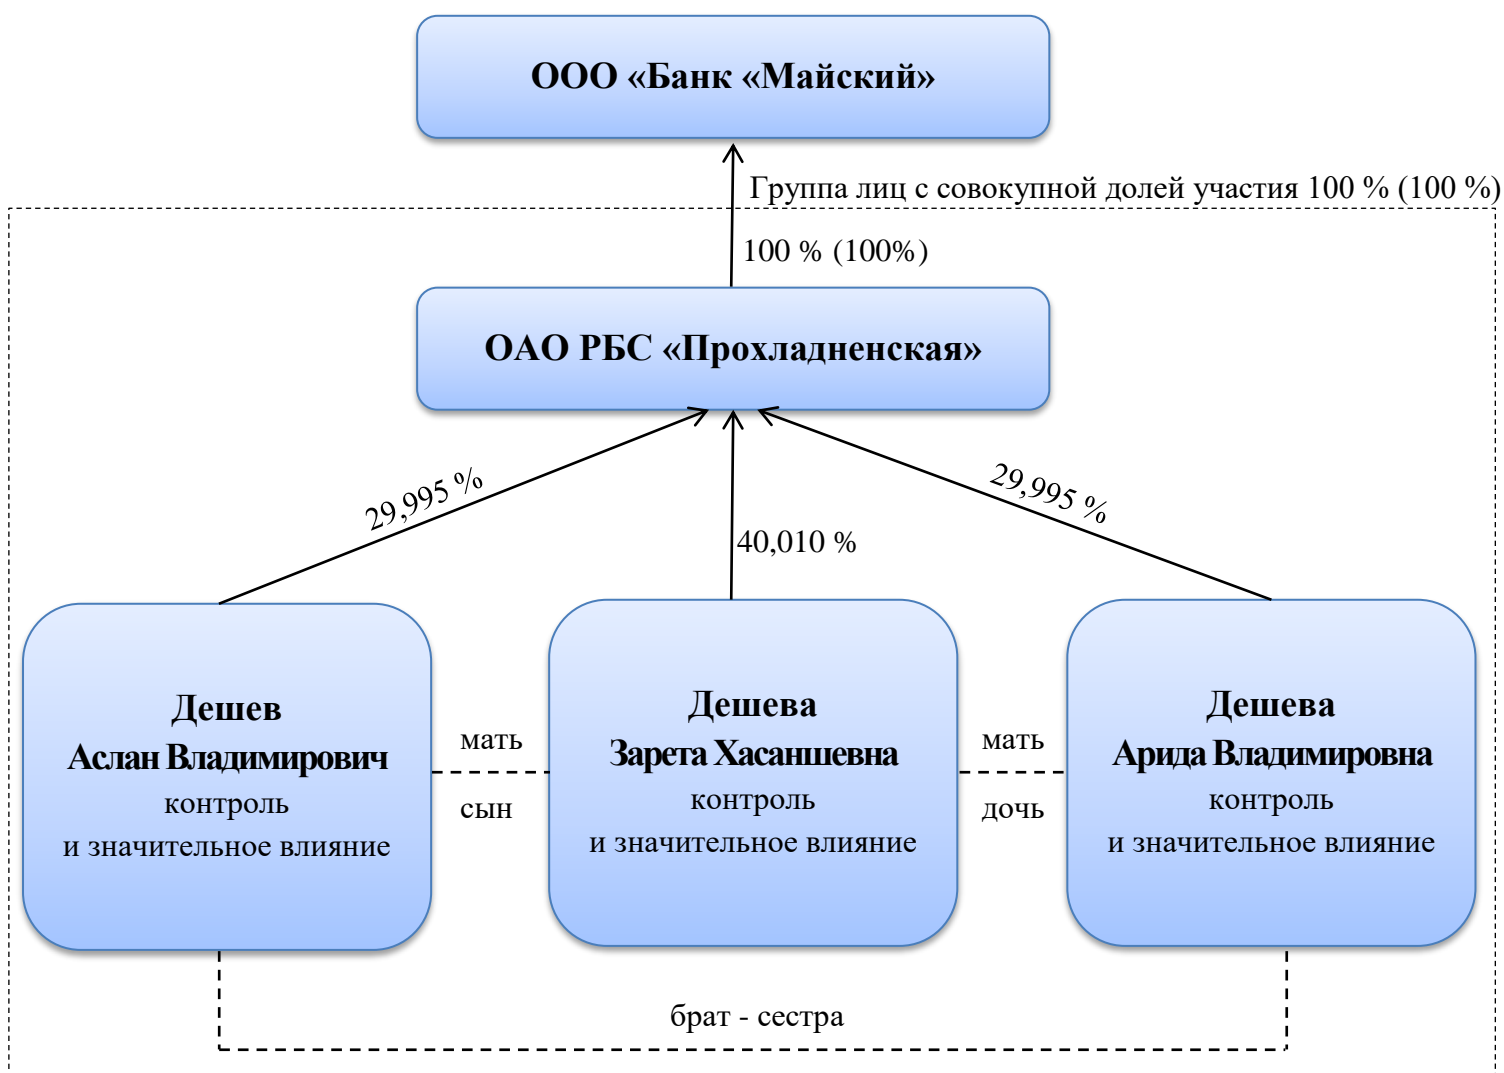 ООО «Банк «Майский»
Группа лиц с совокупной долей участия 100 % (100 %)
100 % (100%)
ОАО РБС «Прохладненская»
29,995 %
40,010 %
29,995 %
Дешев
Аслан Владимирович
контроль
и значительное влияние
мать
сын
Дешева
Зарета Хасаншевна
контроль
и значительное влияние
мать
дочь
Дешева
Арида Владимировна
контроль
и значительное влияние
брат - сестра